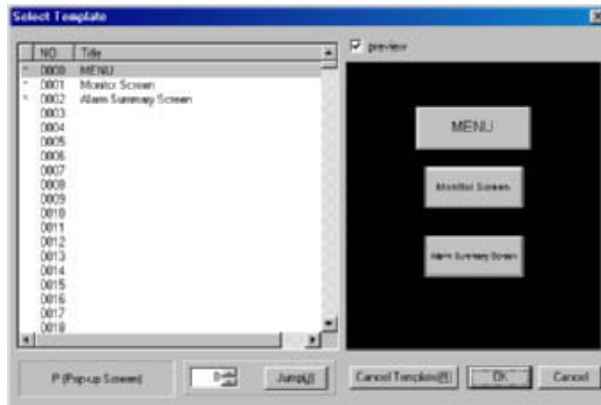 Select Template
NO. Title
* 0000 MENU
* 0001 Monitor Screen
* 0002 Alarm Summary Screen
0003
0004
0005
0006
0007
0008
0009
0010
0011
0012
0013
0014
0015
0016
0017
0018
preview
MENU
Monitor Screen
Alarm Summary Screen
P (Pop-up Screen)
0
Jump(J)
Cancel Template(R)
OK
Cancel